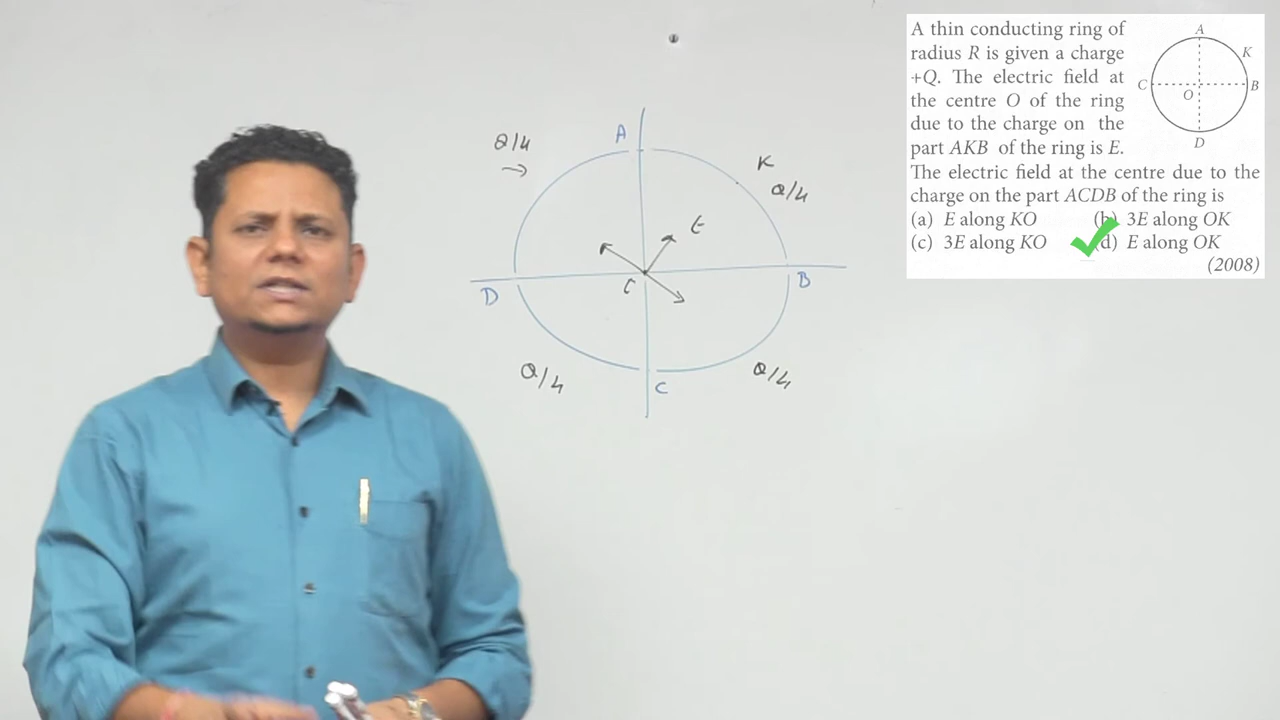 A thin conducting ring of
radius R is given a charge
+Q. The electric field at
the centre O of the ring
due to the charge on the
part AKB of the ring is E.
The electric field at the centre due to the
charge on the part ACDB of the ring is
(a) E along KO (b) 3E along OK
(c) 3E along KO (d) E along OK
(2008)
A
K
C
O
B
D
Q/4
A
K
Q/4
E
C
D
B
Q/4
C
Q/4